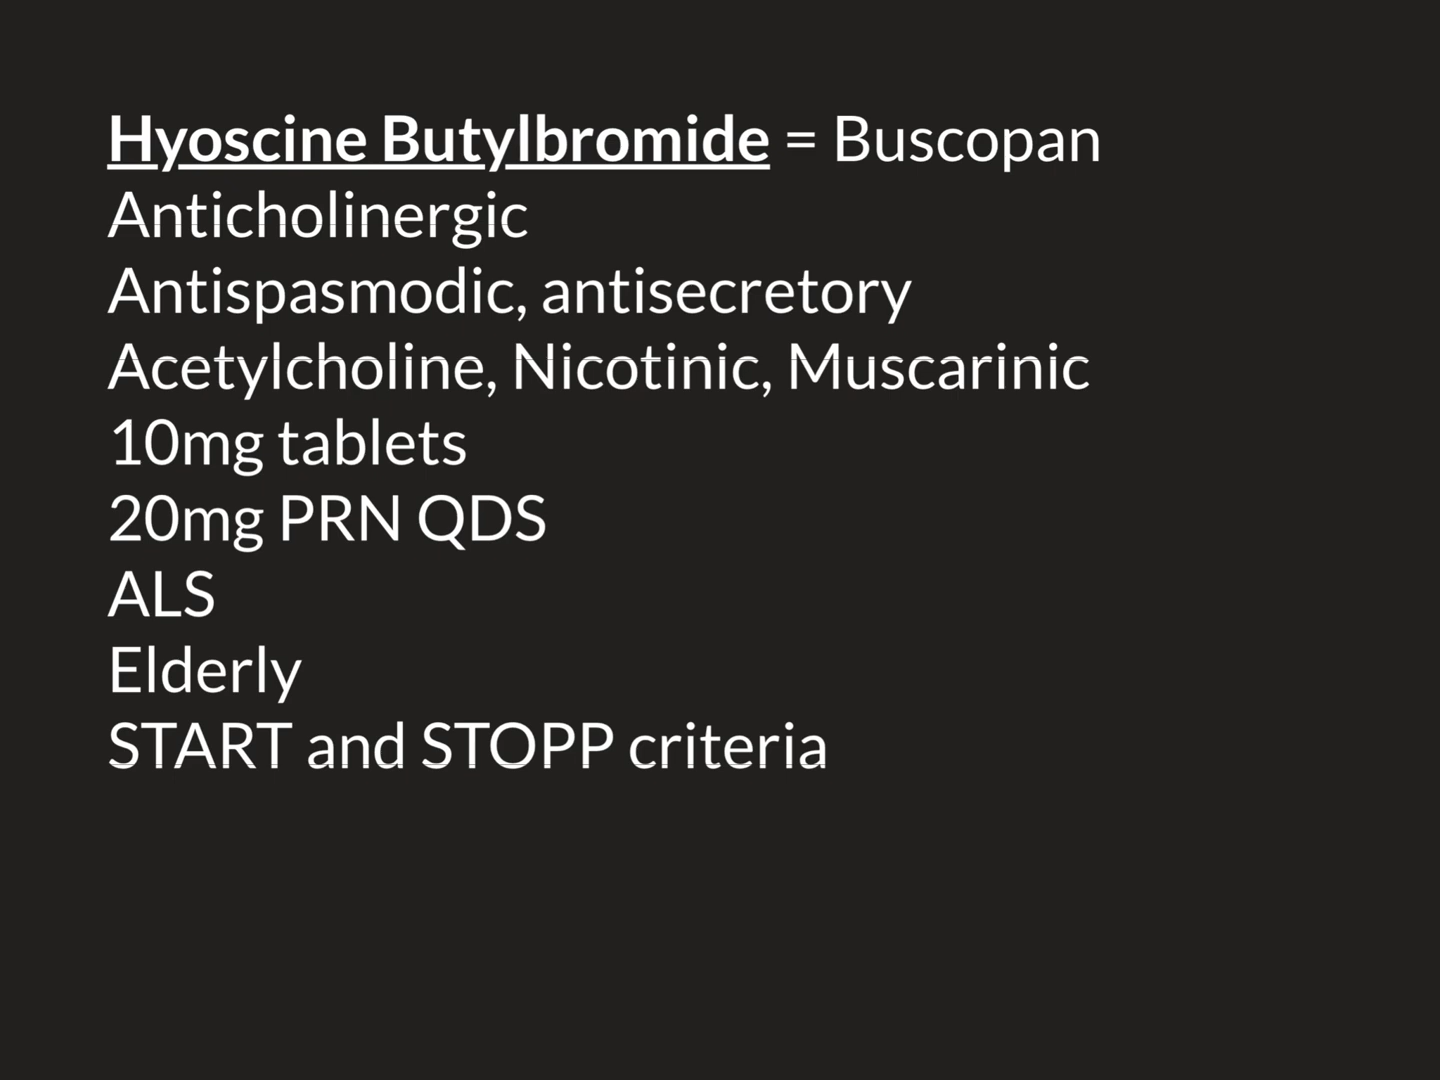 Hyoscine Butylbromide = Buscopan
Anticholinergic
Antispasmodic, antisecretory
Acetylcholine, Nicotinic, Muscarinic
10mg tablets
20mg PRN QDS
ALS
Elderly
START and STOPP criteria